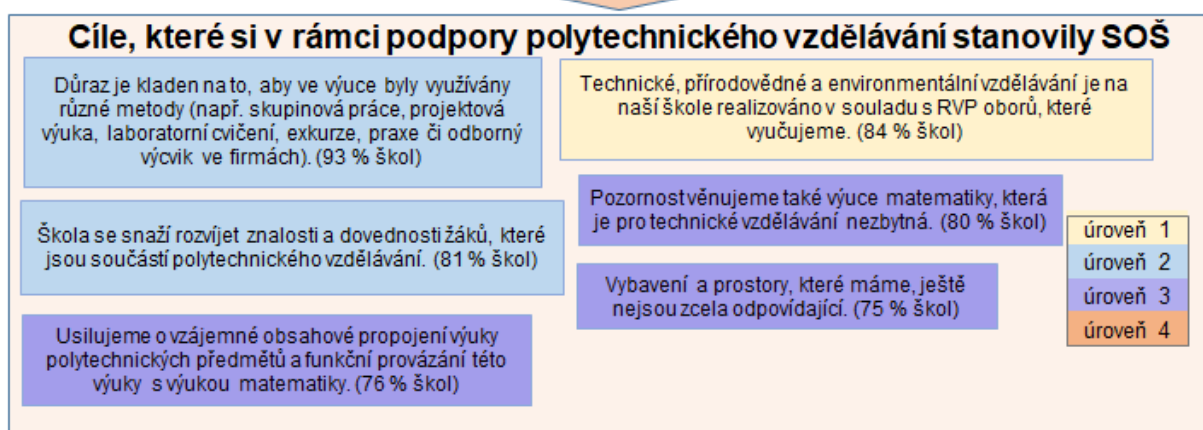 Cíle, které si v rámci podpory polytechnického vzdělávání stanovily SOŠ
Důraz je kladen na to, aby ve výuce byly využívány
různé metody (např. skupinová práce, projektová
výuka, laboratorní cvičení, exkurze, praxe či odborný
výcvik ve firmách). (93 % škol)
Škola se snaží rozvíjet znalosti a dovednosti žáků, které
jsou součástí polytechnického vzdělávání. (81 % škol)
Usilujeme o vzájemné obsahové propojení výuky
polytechnických předmětů a funkční provázání této
výuky s výukou matematiky. (76 % škol)
Technické, přírodovědné a environmentální vzdělávání je na
naší škole realizováno v souladu s RVP oborů, které
vyučujeme. (84 % škol)
Pozornost věnujeme také výuce matematiky, která
je pro technické vzdělávání nezbytná. (80 % škol)
Vybavení a prostory, které máme, ještě
nejsou zcela odpovídající. (75 % škol)
úroveň 1
úroveň 2
úroveň 3
úroveň 4